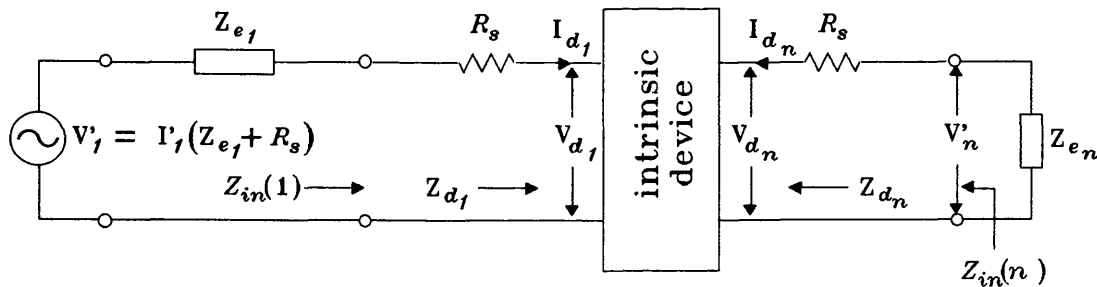 Z_{e_1}
R_s
I_{d_1}
I_{d_n}
R_s
V'_1 = I'_1(Z_{e_1} + R_s)
V_{d_1}
intrinsic
device
V_{d_n}
V'_n
Z_{e_n}
Z_{in}(1)
Z_{d_1}
Z_{d_n}
Z_{in}(n)